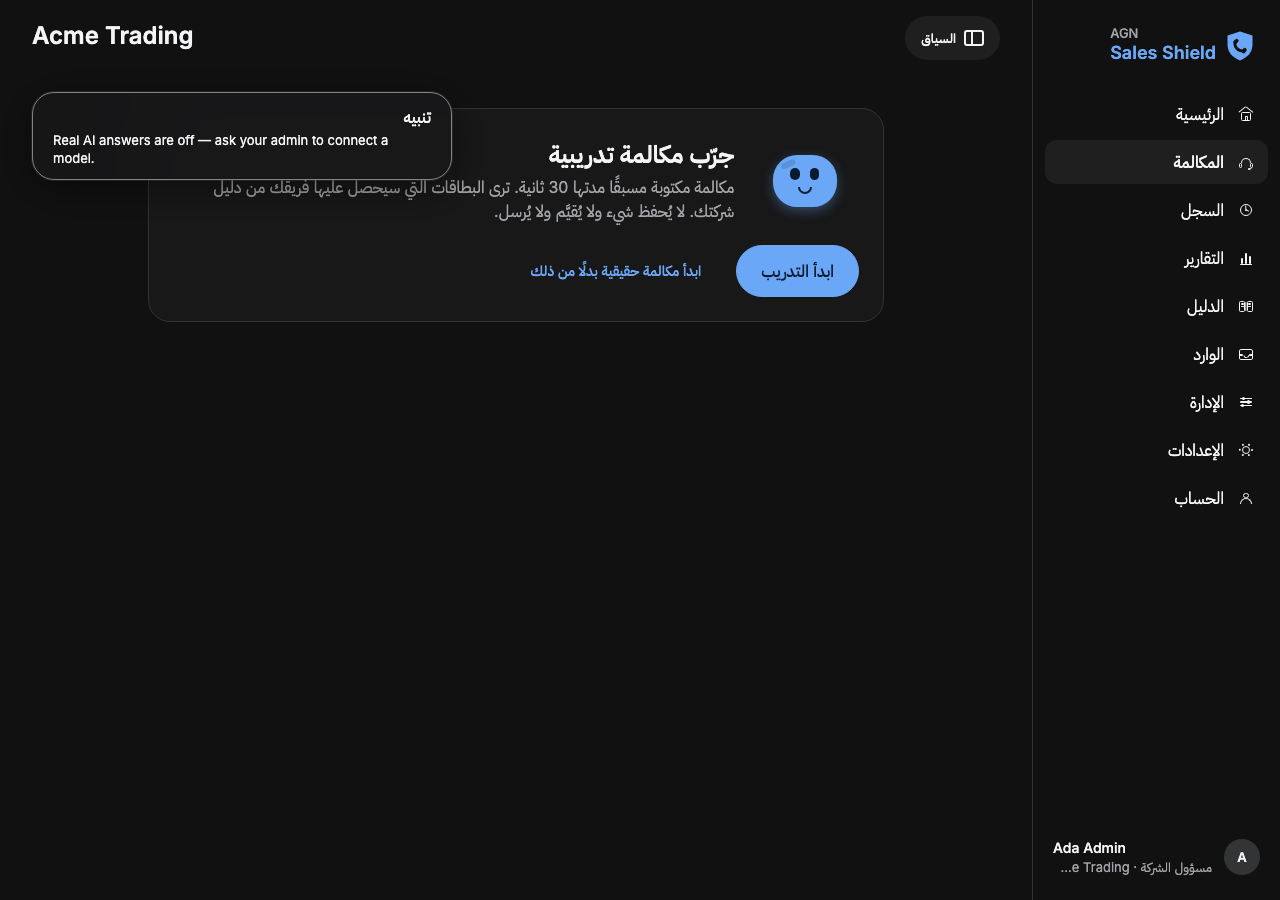 AGN
Sales Shield
الرئيسية
المكالمة
السجل
التقارير
الدليل
الوارد
الإدارة
الإعدادات
الحساب
A
Ada Admin
مسؤول الشركة · e Trading...
السياق
Acme Trading
تنبيه
Real AI answers are off — ask your admin to connect a
model.
جرّب مكالمة تدريبية
مكالمة مكتوبة مسبقًا مدتها 30 ثانية. ترى البطاقات التي سيحصل عليها فريقك من دليل
شركتك. لا يُحفظ شيء ولا يُقيَّم ولا يُرسل.
ابدأ التدريب
ابدأ مكالمة حقيقية بدلًا من ذلك